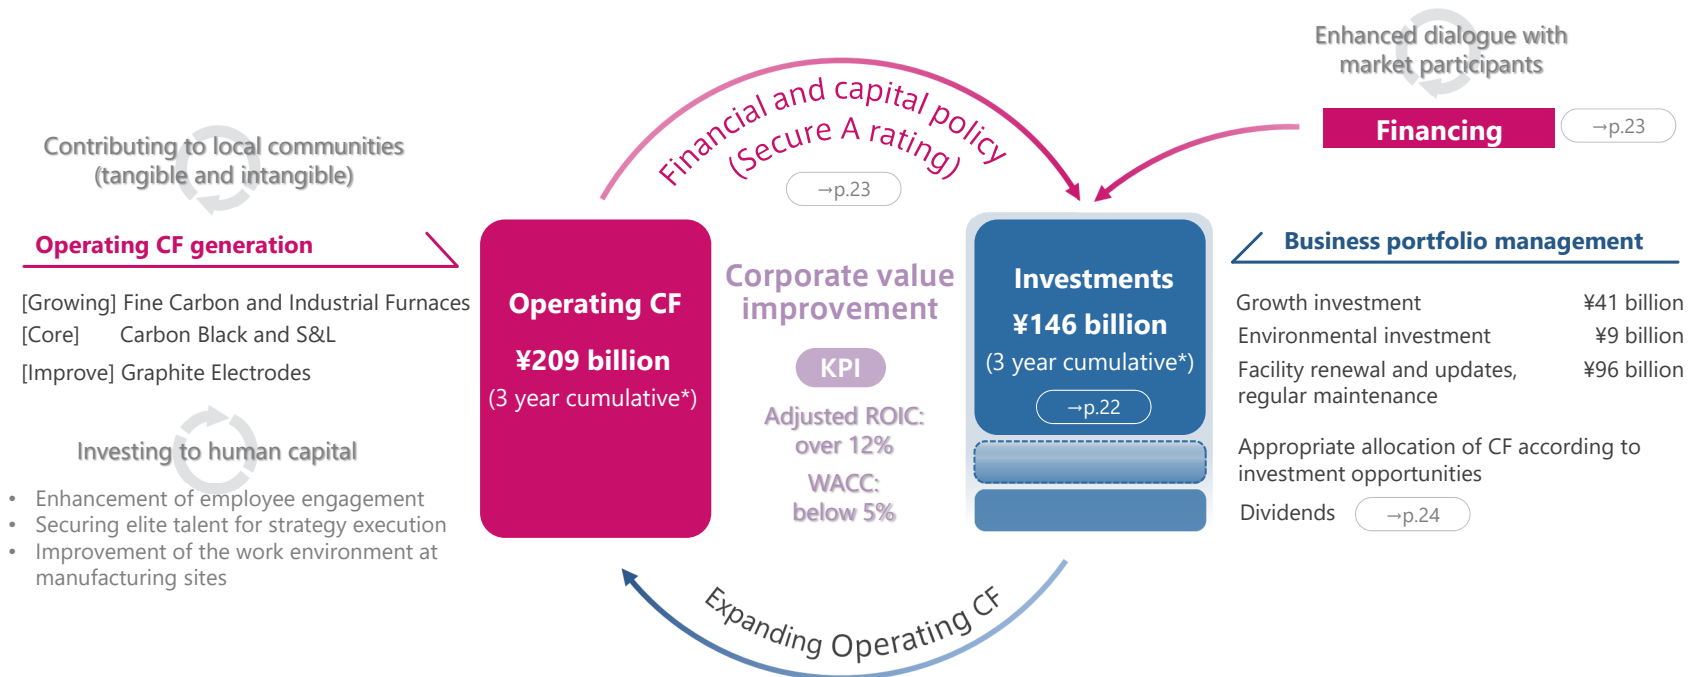 Enhanced dialogue with
market participants
Financing
→p.23
Financial and capital policy
(Secure A rating)
→p.23
Contributing to local communities
(tangible and intangible)
Operating CF generation
[Growing] Fine Carbon and Industrial Furnaces
[Core] Carbon Black and S&L
[Improve] Graphite Electrodes
Investing to human capital
• Enhancement of employee engagement
• Securing elite talent for strategy execution
• Improvement of the work environment at
manufacturing sites
Operating CF
¥209 billion
(3 year cumulative*)
Corporate value
improvement
KPI
Adjusted ROIC:
over 12%
WACC:
below 5%
Investments
¥146 billion
(3 year cumulative*)
→p.22
Business portfolio management
Growth investment ¥41 billion
Environmental investment ¥9 billion
Facility renewal and updates, ¥96 billion
regular maintenance
Appropriate allocation of CF according to
investment opportunities
Dividends →p.24
Expanding Operating CF